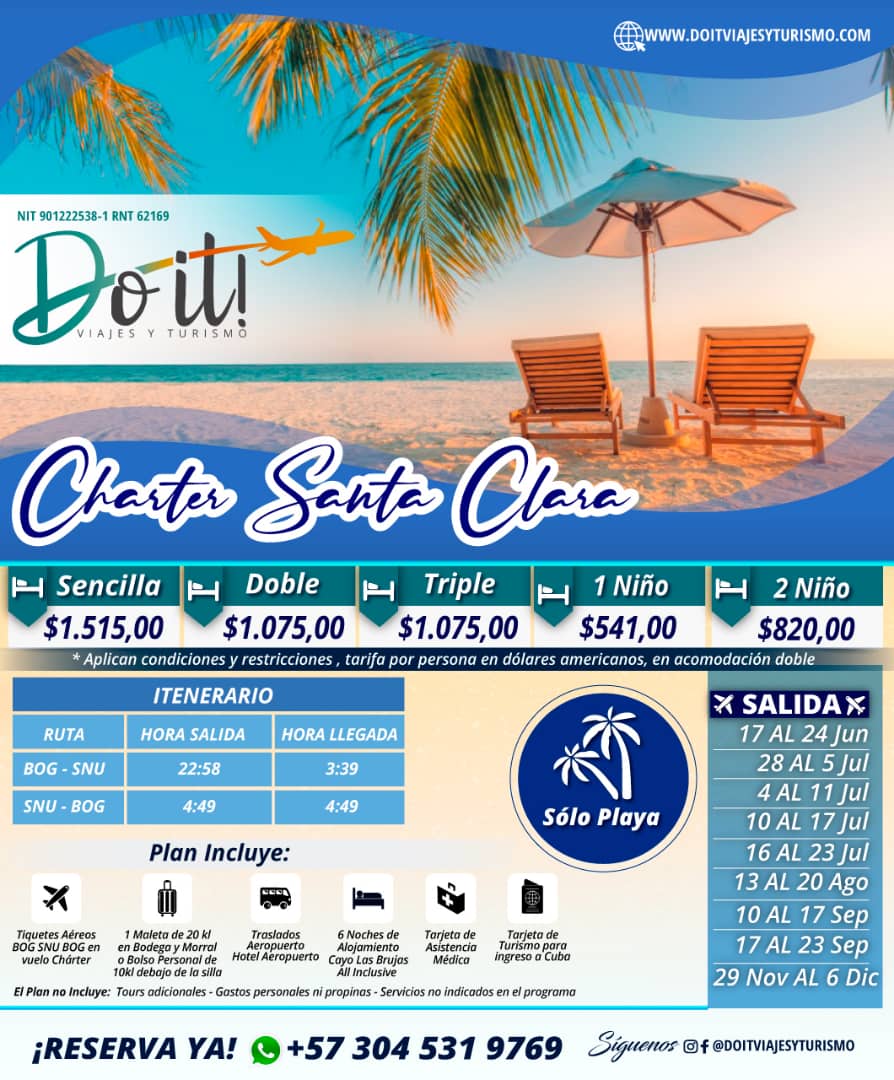 WWW.DOITVIAJESYTURISMO.COM
NIT 901222538-1 RNT 62169
Do it!
VIAJES Y TURISMO
Charter Santa Clara
Sencilla
$1.515,00
Doble
$1.075,00
Triple
$1.075,00
1 Niño
$541,00
2 Niño
$820,00
* Aplican condiciones y restricciones , tarifa por persona en dólares americanos, en acomodación doble
ITENERARIO
RUTA HORA SALIDA HORA LLEGADA
BOG - SNU 22:58 3:39
SNU - BOG 4:49 4:49
Sólo Playa
SALIDA
17 AL 24 Jun
28 AL 5 Jul
4 AL 11 Jul
10 AL 17 Jul
16 AL 23 Jul
13 AL 20 Ago
10 AL 17 Sep
17 AL 23 Sep
29 Nov AL 6 Dic
Plan Incluye:
Tiquetes Aéreos
BOG SNU BOG en
vuelo Chárter
1 Maleta de 20 kl
en Bodega y Morral
o Bolso Personal de
10kl debajo de la silla
Traslados
Aeropuerto
Hotel Aeropuerto
6 Noches de
Alojamiento
Cayo Las Brujas
All Inclusive
Tarjeta de
Asistencia
Médica
Tarjeta de
Turismo para
ingreso a Cuba
El Plan no Incluye: Tours adicionales - Gastos personales ni propinas - Servicios no indicados en el programa
¡RESERVA YA! +57 304 531 9769
Síguenos @DOITVIAJESYTURISMO